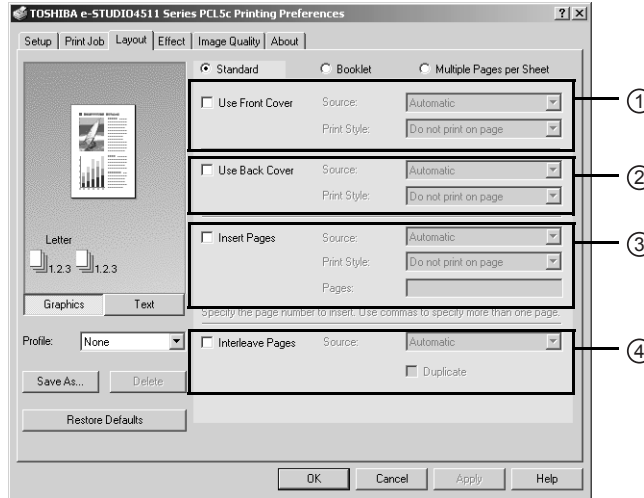 TOSHIBA e-STUDIO4511 Series PCL5c Printing Preferences
Setup Print Job Layout Effect Image Quality About
Standard Booklet Multiple Pages per Sheet
Use Front Cover Source: Automatic
Print Style: Do not print on page
1
Use Back Cover Source: Automatic
Print Style: Do not print on page
2
Insert Pages Source: Automatic
Print Style: Do not print on page
Pages:
3
Specify the page number to insert. Use commas to specify more than one page.
Interleave Pages Source: Automatic
Duplicate
4
Letter
1.2.3 1.2.3
Graphics Text
Profile: None
Save As... Delete
Restore Defaults
OK Cancel Apply Help